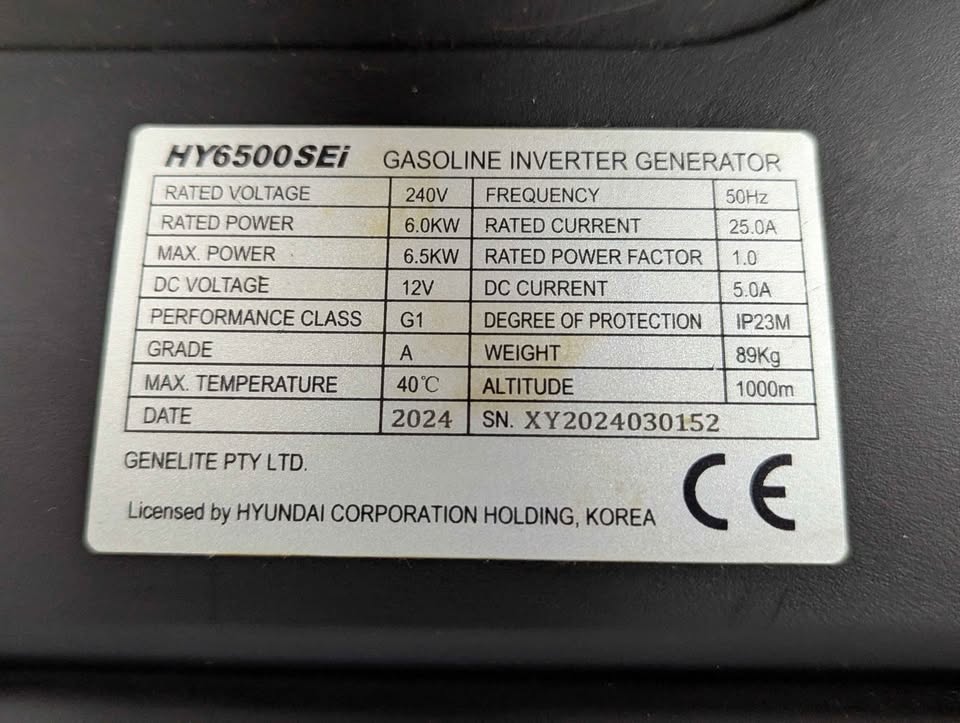 HY6500SEi GASOLINE INVERTER GENERATOR
RATED VOLTAGE 240V FREQUENCY 50Hz
RATED POWER 6.0KW RATED CURRENT 25.0A
MAX. POWER 6.5KW RATED POWER FACTOR 1.0
DC VOLTAGE 12V DC CURRENT 5.0A
PERFORMANCE CLASS G1 DEGREE OF PROTECTION IP23M
GRADE A WEIGHT 89Kg
MAX. TEMPERATURE 40℃ ALTITUDE 1000m
DATE 2024 SN. XY2024030152
GENELITE PTY LTD.
Licensed by HYUNDAI CORPORATION HOLDING, KOREA
CE